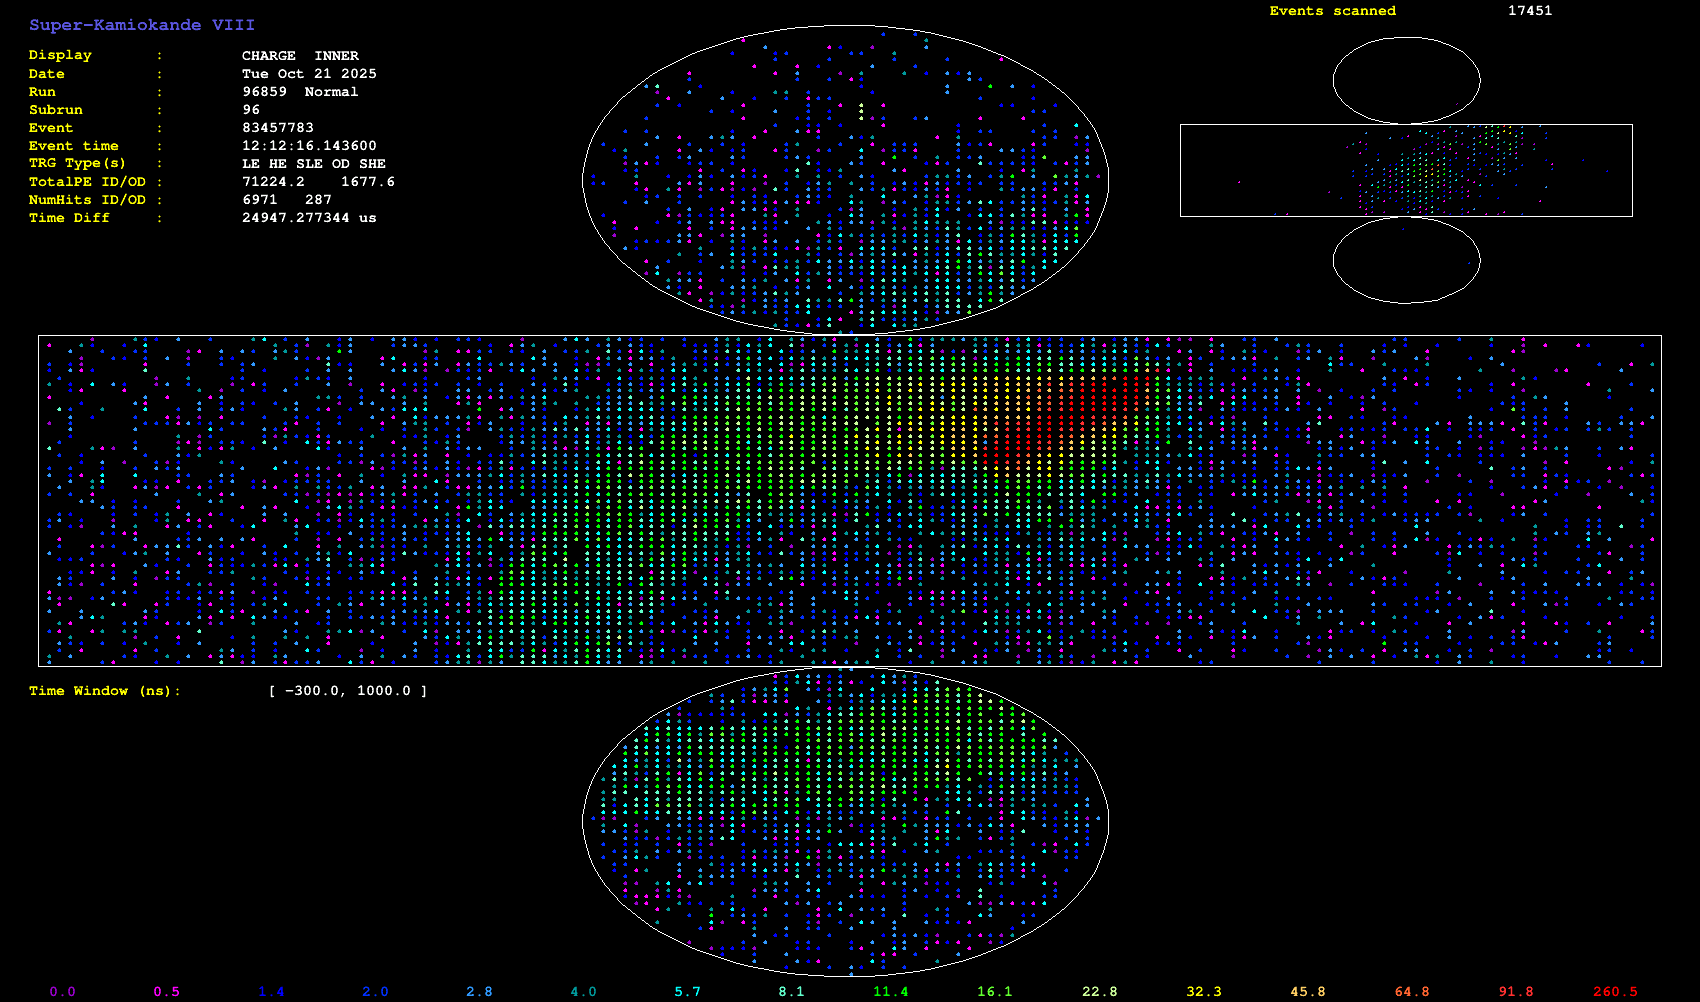 Super-Kamiokande VIII
Events scanned 17451
Display : CHARGE INNER
Date : Tue Oct 21 2025
Run : 96859 Normal
Subrun : 96
Event : 83457783
Event time : 12:12:16.143600
TRG Type(s) : LE HE SLE OD SHE
TotalPE ID/OD : 71224.2 1677.6
NumHits ID/OD : 6971 287
Time Diff : 24947.277344 us
Time Window (ns): [ -300.0, 1000.0 ]
0.0 0.5 1.4 2.0 2.8 4.0 5.7 8.1 11.4 16.1 22.8 32.3 45.8 64.8 91.8 260.5